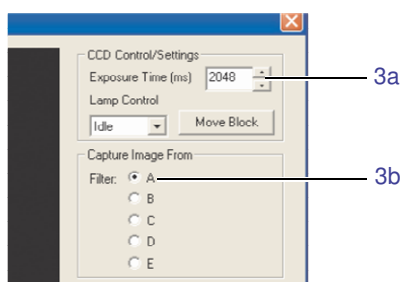 CCD Control/Settings
Exposure Time (ms) 2048 3a
Lamp Control
Idle Move Block
Capture Image From
Filter: A 3b
B
C
D
E